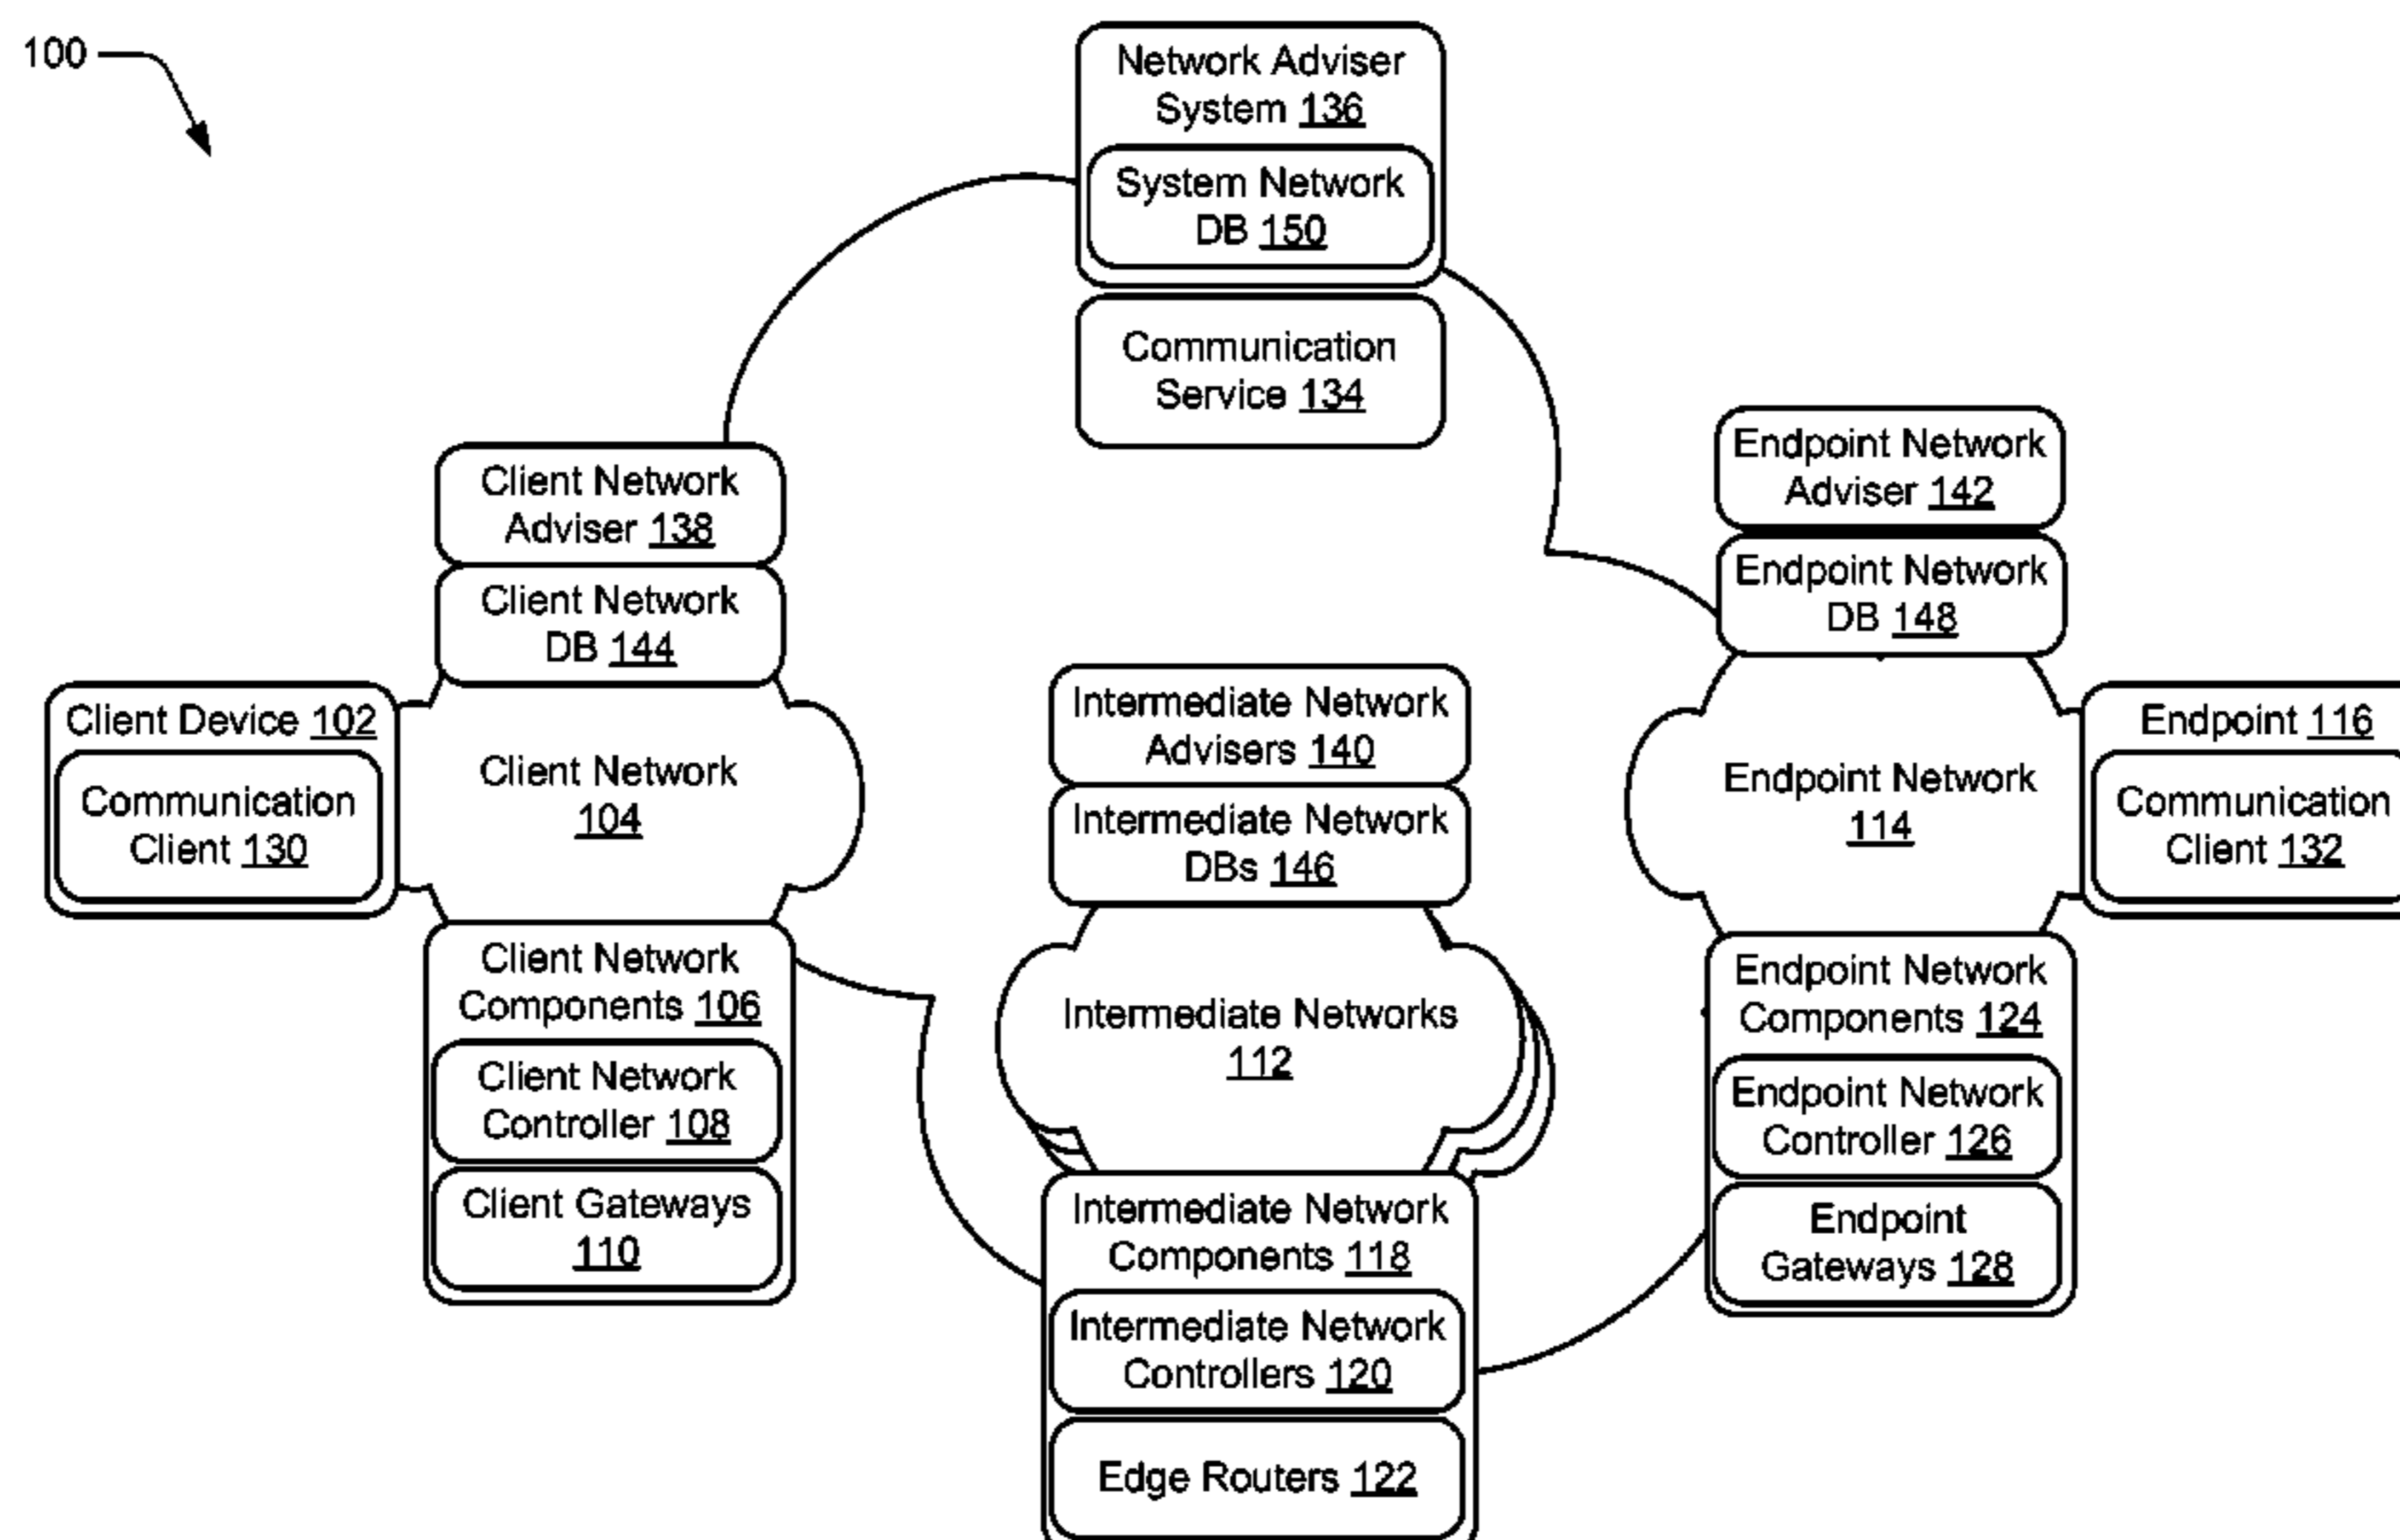 100
Network Adviser
System 136
System Network
DB 150
Communication
Service 134
Client Network
Adviser 138
Client Network
DB 144
Client Device 102
Communication
Client 130
Client Network
104
Client Network
Components 106
Client Network
Controller 108
Client Gateways
110
Intermediate Network
Advisers 140
Intermediate Network
DBs 146
Intermediate Networks
112
Intermediate Network
Components 118
Intermediate Network
Controllers 120
Edge Routers 122
Endpoint Network
Adviser 142
Endpoint Network
DB 148
Endpoint Network
114
Endpoint 116
Communication
Client 132
Endpoint Network
Components 124
Endpoint Network
Controller 126
Endpoint
Gateways 128